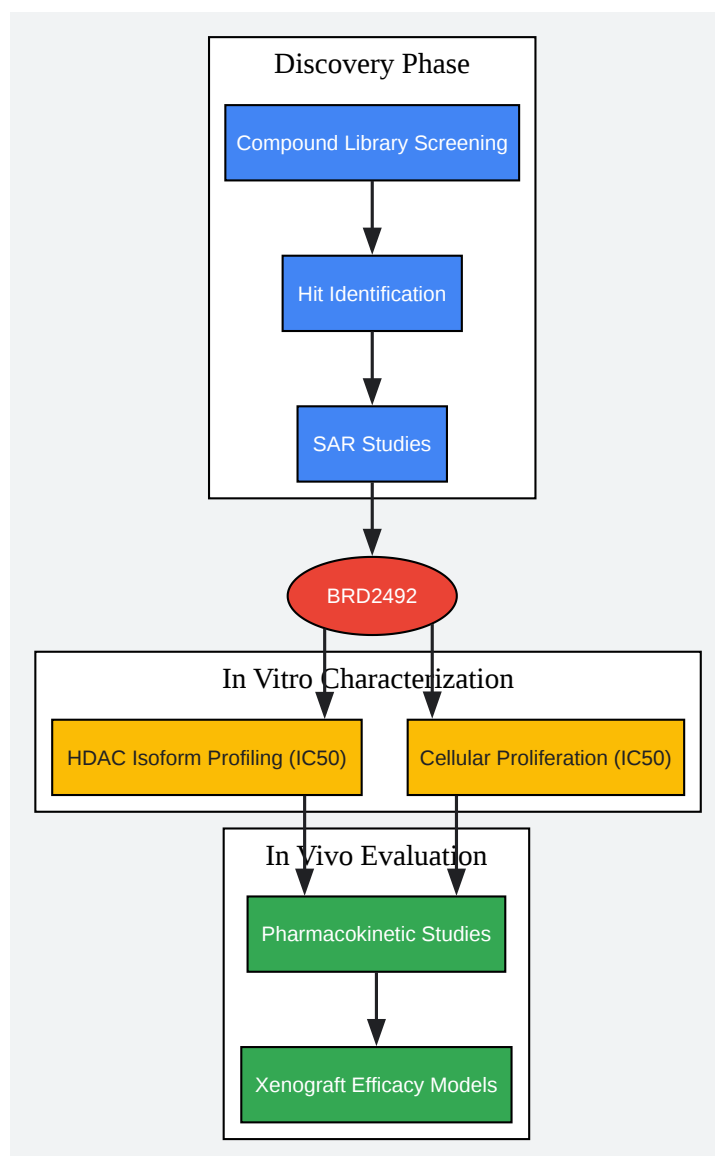 Discovery Phase
Compound Library Screening
Hit Identification
SAR Studies
BRD2492
In Vitro Characterization
HDAC Isoform Profiling (IC50)
Cellular Proliferation (IC50)
In Vivo Evaluation
Pharmacokinetic Studies
Xenograft Efficacy Models